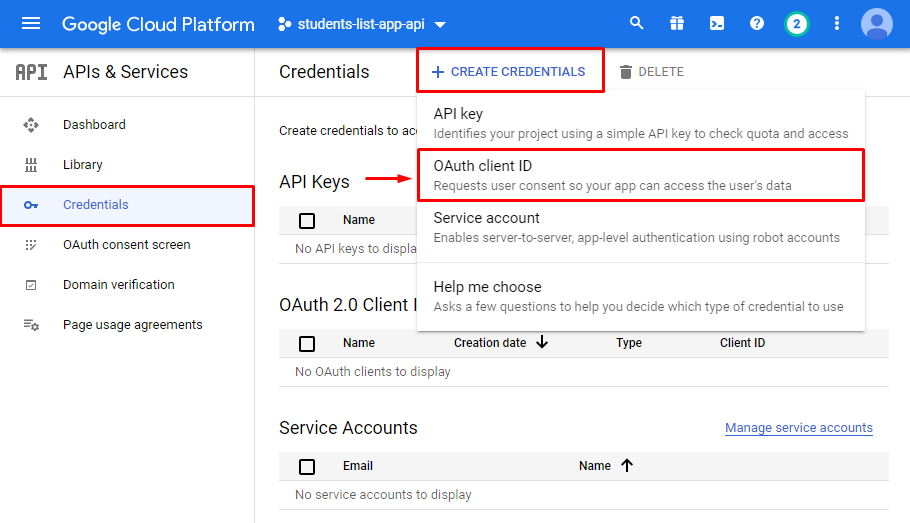 Google Cloud Platform
students-list-app-api
2
API
APIs & Services
Credentials
+ CREATE CREDENTIALS
DELETE
Dashboard
Library
Credentials
OAuth consent screen
Domain verification
Page usage agreements
Create credentials to acc
API key
Identifies your project using a simple API key to check quota and access
OAuth client ID
Requests user consent so your app can access the user's data
Service account
Enables server-to-server, app-level authentication using robot accounts
Help me choose
Asks a few questions to help you decide which type of credential to use
API Keys
Name
No API keys to displa
OAuth 2.0 Client I
Name
Creation date
Type
Client ID
No OAuth clients to display
Service Accounts
Manage service accounts
Email
Name
No service accounts to display